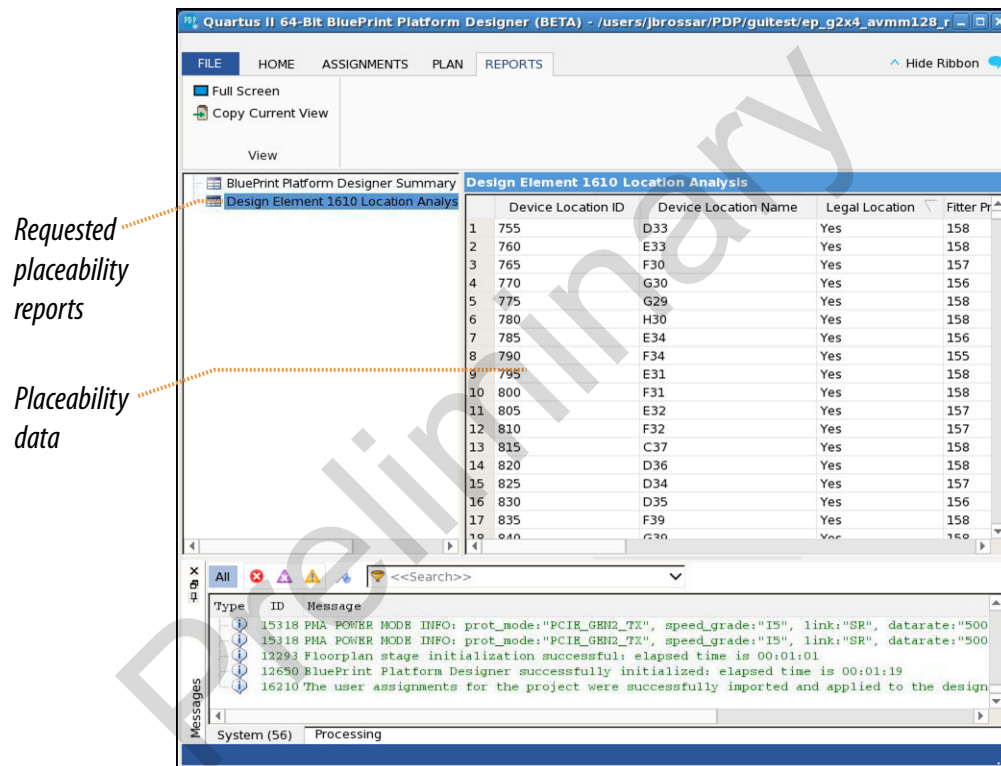 Quartus II 64-Bit BluePrint Platform Designer (BETA) - /users/jbrossar/PDP/guitest/ep_g2x4_avmm128_r
FILE HOME ASSIGNMENTS PLAN REPORTS Hide Ribbon
Full Screen
Copy Current View
View
BluePrint Platform Designer Summary
Design Element 1610 Location Analys
Requested
placeability
reports
Placeability
data
Design Element 1610 Location Analysis
Device Location ID Device Location Name Legal Location Fitter Pr
1 755 D33 Yes 158
2 760 E33 Yes 158
3 765 F30 Yes 157
4 770 G30 Yes 156
5 775 G29 Yes 158
6 780 H30 Yes 158
7 785 E34 Yes 156
8 790 F34 Yes 155
9 795 E31 Yes 158
10 800 F31 Yes 158
11 805 E32 Yes 157
12 810 F32 Yes 157
13 815 C37 Yes 158
14 820 D36 Yes 158
15 825 D34 Yes 157
16 830 D35 Yes 156
17 835 F39 Yes 158
18 840 G39 Yes 158
Preliminary
All <<Search>>
Type ID Message
15318 PMA POWER MODE INFO: prot_mode:"PCIE_GEN2_TX", speed_grade:"I5", link:"SR", datarate:"500
15318 PMA POWER MODE INFO: prot_mode:"PCIE_GEN2_TX", speed_grade:"I5", link:"SR", datarate:"500
12293 Floorplan stage initialization successful: elapsed time is 00:01:01
12650 BluePrint Platform Designer successfully initialized: elapsed time is 00:01:19
16210 The user assignments for the project were successfully imported and applied to the design
Messages
System (56) Processing